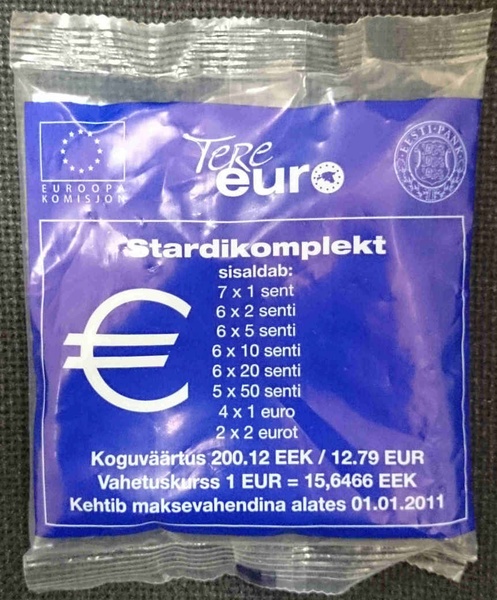 EUROOPA
KOMISJON
Tere
euro
EESTI PANK
Stardikomplekt
sisaldab:
7 x 1 sent
6 x 2 senti
6 x 5 senti
6 x 10 senti
6 x 20 senti
5 x 50 senti
4 x 1 euro
2 x 2 eurot
€
Koguväärtus 200.12 EEK / 12.79 EUR
Vahetuskurss 1 EUR = 15,6466 EEK
Kehtib maksevahendina alates 01.01.2011